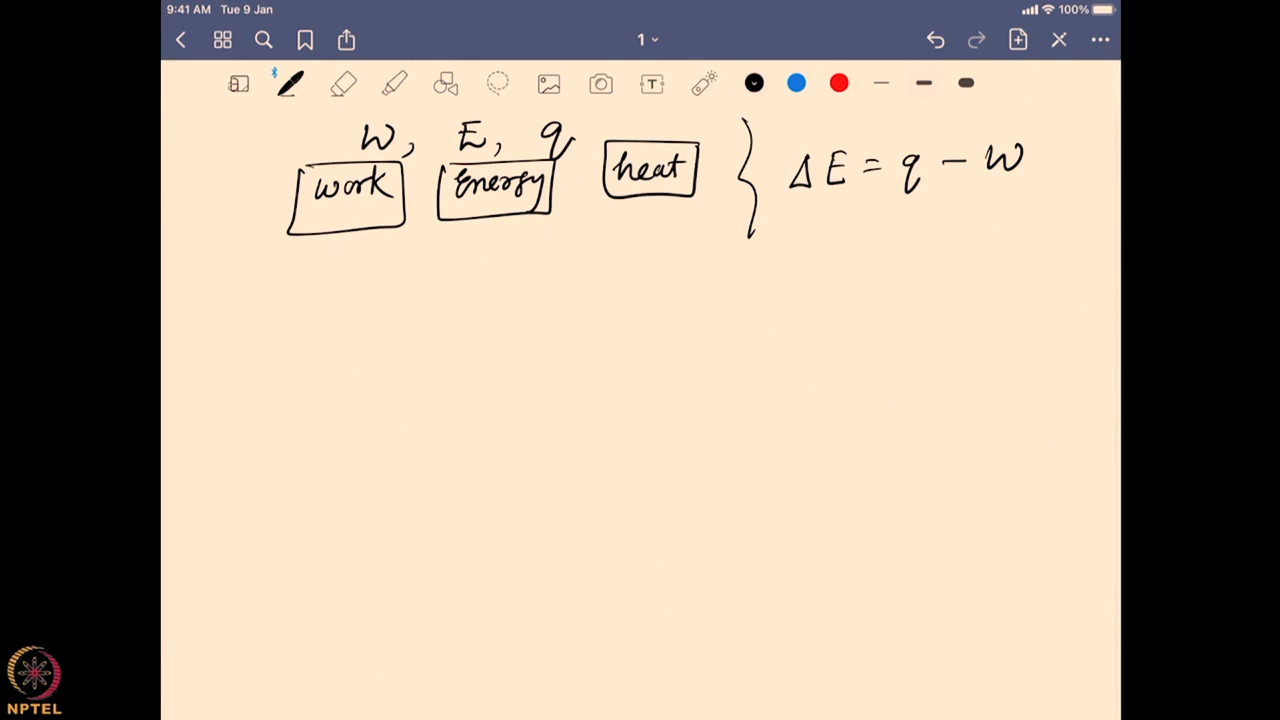 9:41 AM Tue 9 Jan 100%
1
T
w, E, q
work Energy heat ΔE = q - w
NPTEL